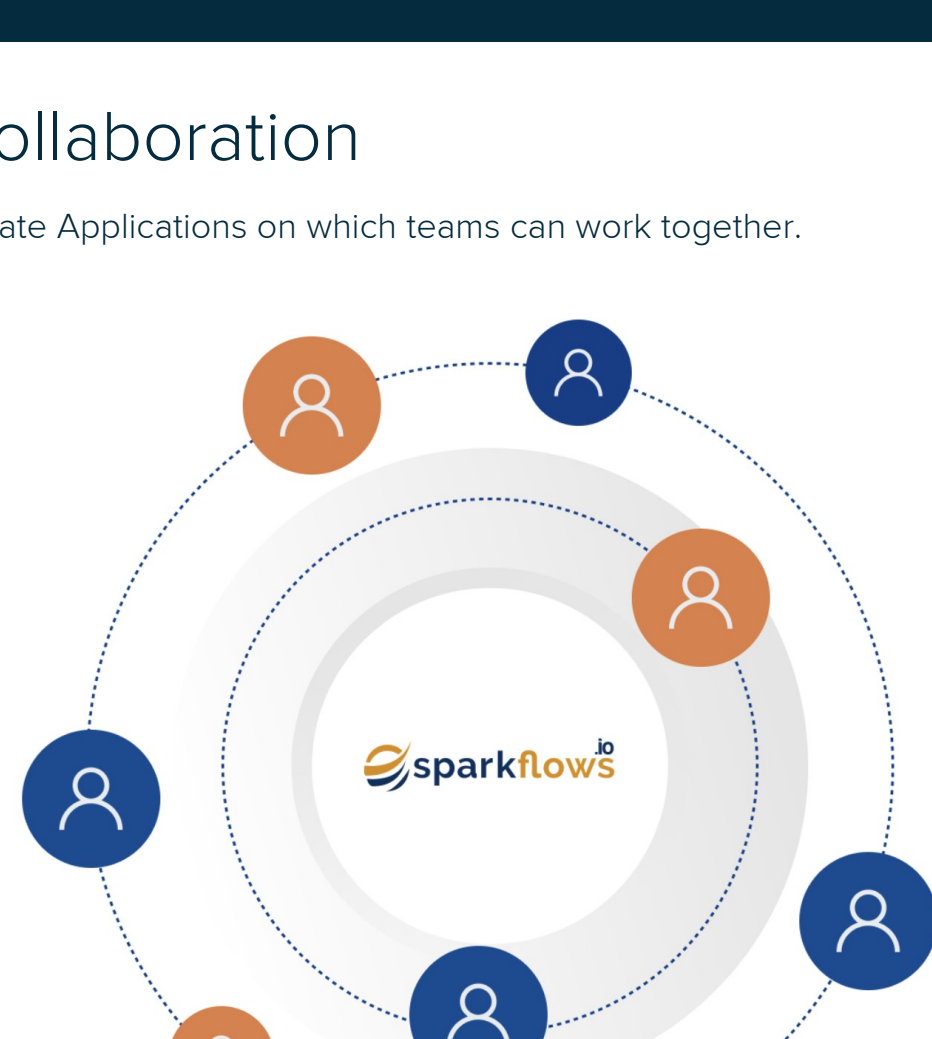 ollaboration
ate Applications on which teams can work together.
sparkflows.io